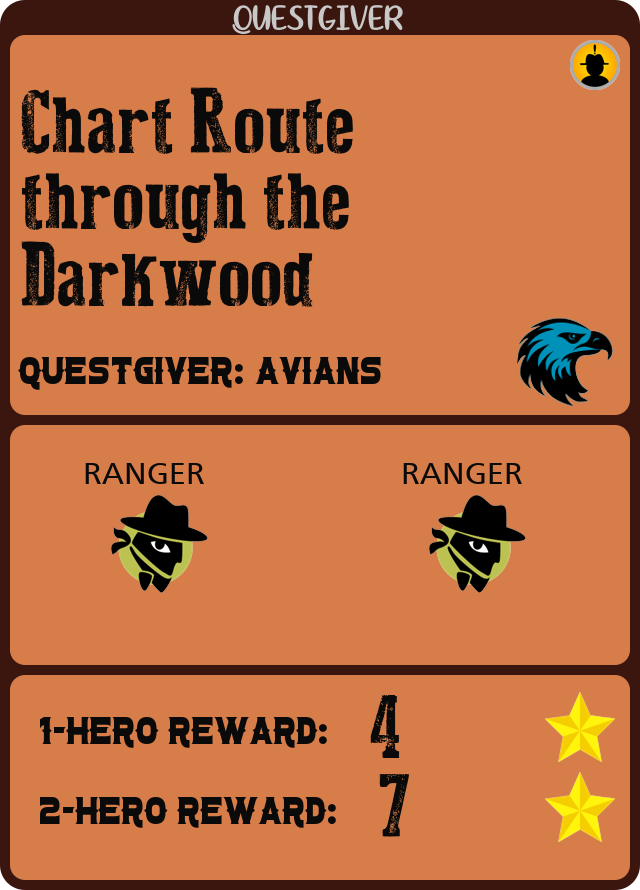 QUESTGIVER
Chart Route
through the
Darkwood
QUESTGIVER: AVIANS
RANGER RANGER
1-HERO REWARD: 4
2-HERO REWARD: 7